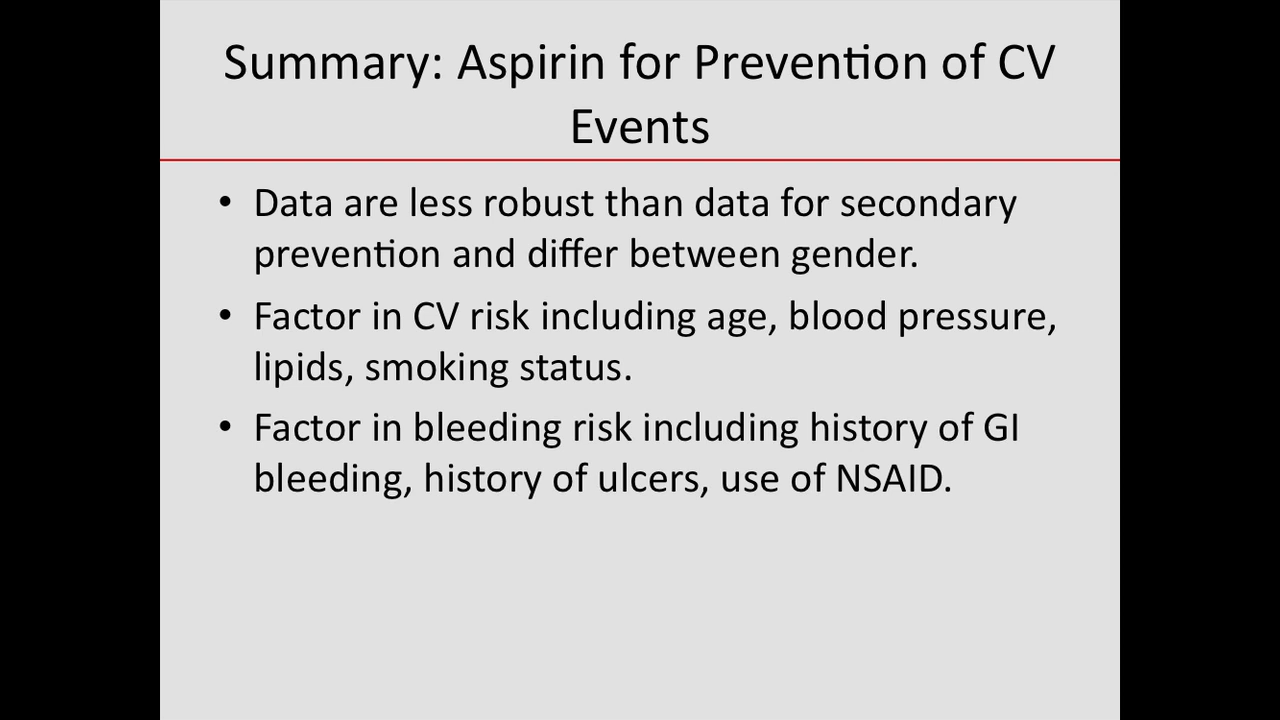 Summary: Aspirin for Prevention of CV
Events
• Data are less robust than data for secondary
prevention and differ between gender.
• Factor in CV risk including age, blood pressure,
lipids, smoking status.
• Factor in bleeding risk including history of GI
bleeding, history of ulcers, use of NSAID.